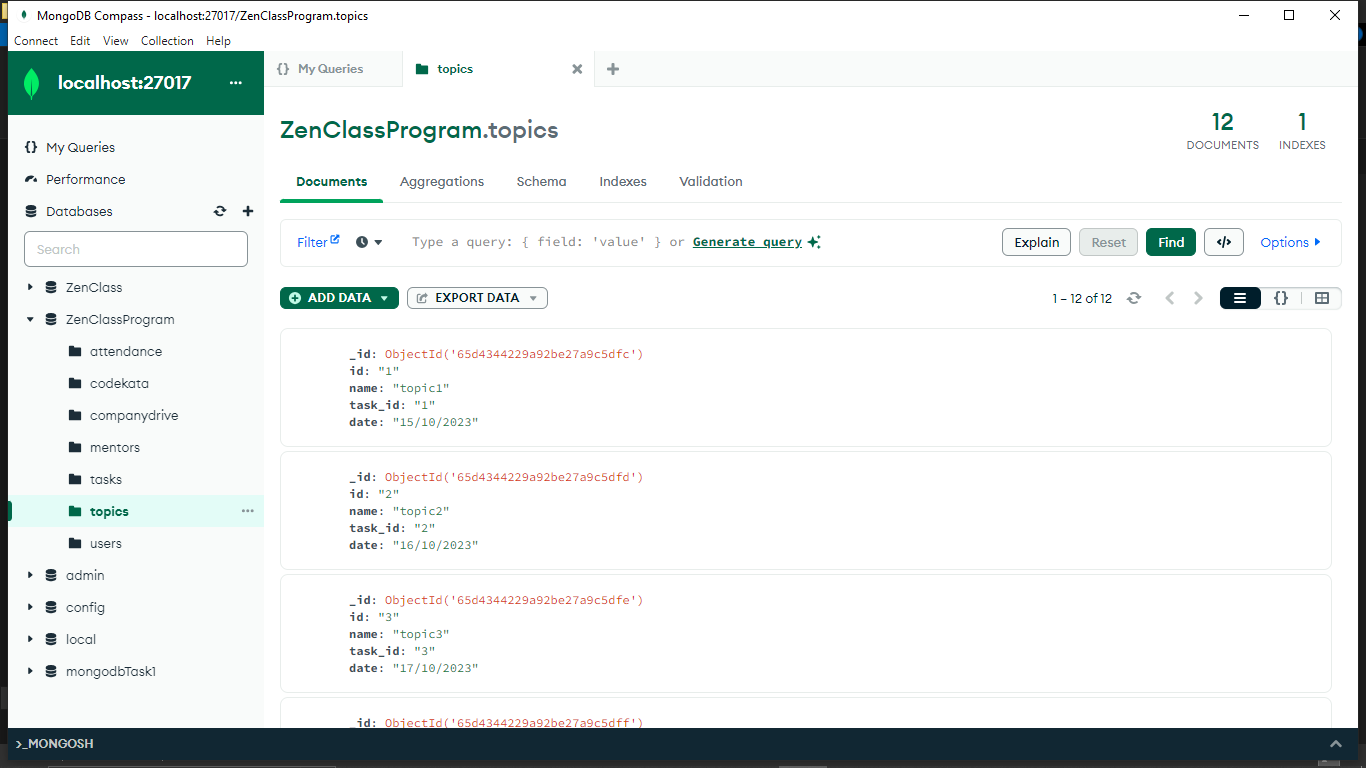 MongoDB Compass - localhost:27017/ZenClassProgram.topics
Connect Edit View Collection Help
localhost:27017
My Queries
Performance
Databases
Search
ZenClass
ZenClassProgram
attendance
codekata
companydrive
mentors
tasks
topics
users
admin
config
local
mongodbTask1
{} My Queries
topics
ZenClassProgram.topics
12
DOCUMENTS
1
INDEXES
Documents Aggregations Schema Indexes Validation
Filter
Type a query: { field: 'value' } or Generate query
Explain Reset Find </> Options
ADD DATA EXPORT DATA
1 – 12 of 12
{}
_id: ObjectId('65d4344229a92be27a9c5dfc')
id: "1"
name: "topic1"
task_id: "1"
date: "15/10/2023"
_id: ObjectId('65d4344229a92be27a9c5dfd')
id: "2"
name: "topic2"
task_id: "2"
date: "16/10/2023"
_id: ObjectId('65d4344229a92be27a9c5dfe')
id: "3"
name: "topic3"
task_id: "3"
date: "17/10/2023"
_id: ObjectId('65d4344229a92be27a9c5dff')
>_MONGOSH